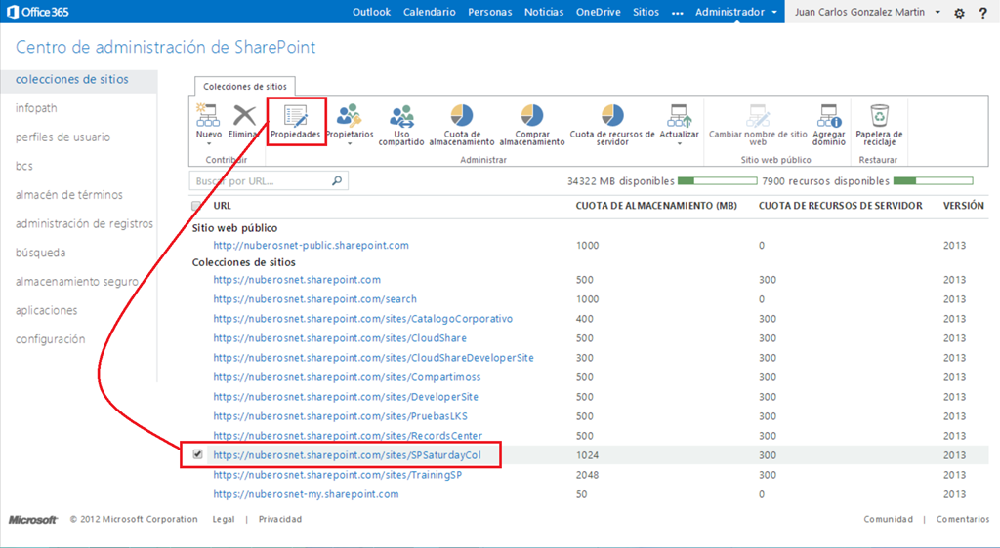 Office 365 Outlook Calendario Personas Noticias OneDrive Sitios ••• Administrador Juan Carlos Gonzalez Martin ?
Centro de administración de SharePoint
colecciones de sitios
infopath
perfiles de usuario
bcs
almacén de términos
administración de registros
búsqueda
almacenamiento seguro
aplicaciones
configuración
Colecciones de sitios
Nuevo Eliminar Propiedades Propietarios Uso compartido Cuota de almacenamiento Comprar almacenamiento Cuota de recursos de servidor Actualizar Cambiar nombre de sitio web Agregar dominio Papelera de reciclaje
Contribuir Administrar Sitio web público Restaurar
Buscar por URL... 34322 MB disponibles 7900 recursos disponibles
URL CUOTA DE ALMACENAMIENTO (MB) CUOTA DE RECURSOS DE SERVIDOR VERSIÓN
Sitio web público
http://nuberosnet-public.sharepoint.com 1000 0 2013
Colecciones de sitios
https://nuberosnet.sharepoint.com 500 300 2013
https://nuberosnet.sharepoint.com/search 1000 0 2013
https://nuberosnet.sharepoint.com/sites/CatalogoCorporativo 400 300 2013
https://nuberosnet.sharepoint.com/sites/CloudShare 500 300 2013
https://nuberosnet.sharepoint.com/sites/CloudShareDeveloperSite 300 300 2013
https://nuberosnet.sharepoint.com/sites/Compartimoss 500 300 2013
https://nuberosnet.sharepoint.com/sites/DeveloperSite 500 300 2013
https://nuberosnet.sharepoint.com/sites/PruebasLKS 500 300 2013
https://nuberosnet.sharepoint.com/sites/RecordsCenter 500 300 2013
https://nuberosnet.sharepoint.com/sites/SPSaturdayCol 1024 300 2013
https://nuberosnet.sharepoint.com/sites/TrainingSP 2048 300 2013
https://nuberosnet-my.sharepoint.com 50 0 2013
Microsoft © 2012 Microsoft Corporation Legal | Privacidad Comunidad | Comentarios